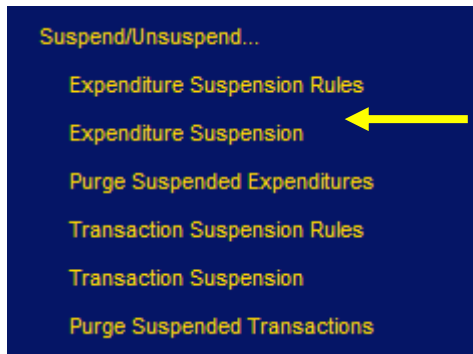 Suspend/Unsuspend...
Expenditure Suspension Rules
Expenditure Suspension
Purge Suspended Expenditures
Transaction Suspension Rules
Transaction Suspension
Purge Suspended Transactions